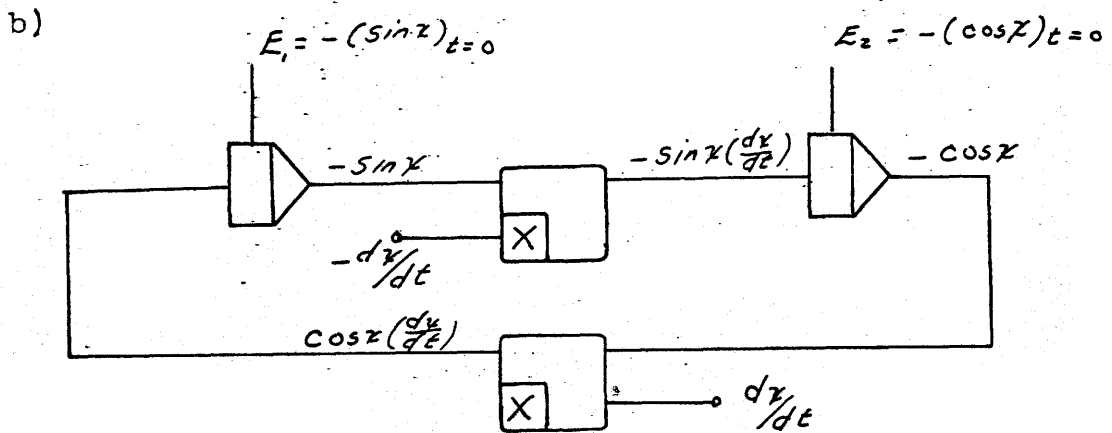 b)
E₁ = -(sin x)ₜ₌₀
E₂ = -(cos x)ₜ₌₀
-sin x
-sin x(dx/dt)
-cos x
X
-dx/dt
cos x(dx/dt)
X
dx/dt